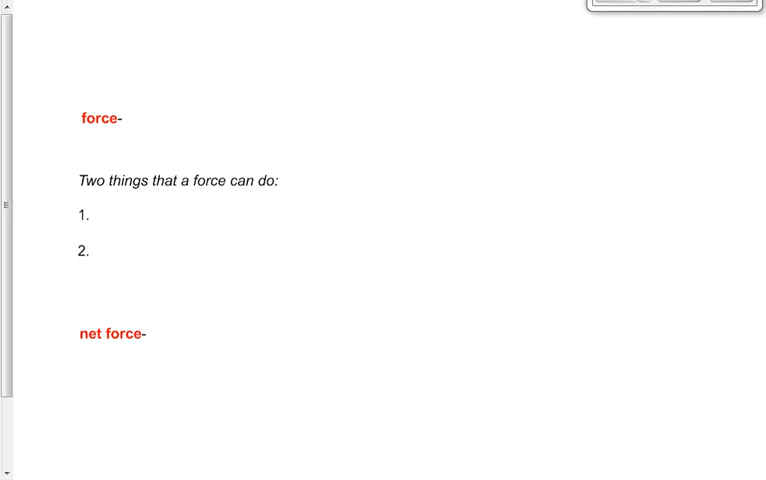 force-
Two things that a force can do:
1.
2.
net force-